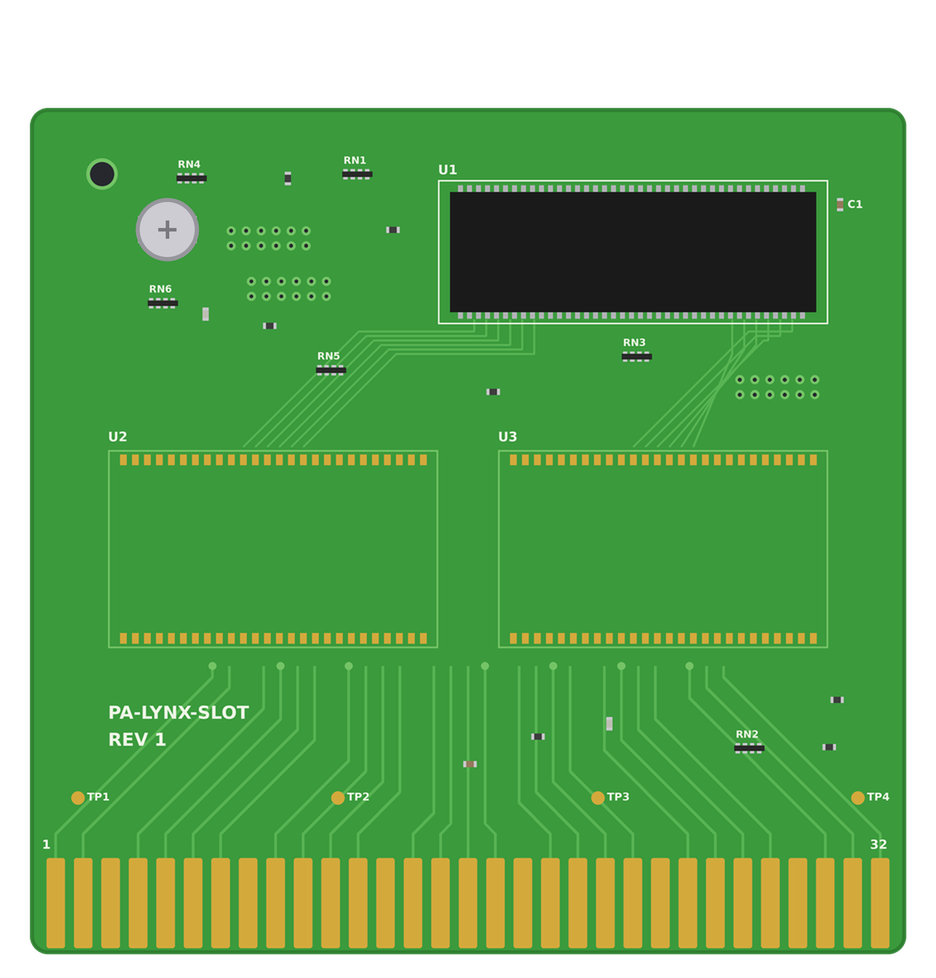 RN4
RN1
U1
C1
RN6
RN3
RN5
U2
U3
PA-LYNX-SLOT
REV 1
RN2
TP1
TP2
TP3
TP4
1
32